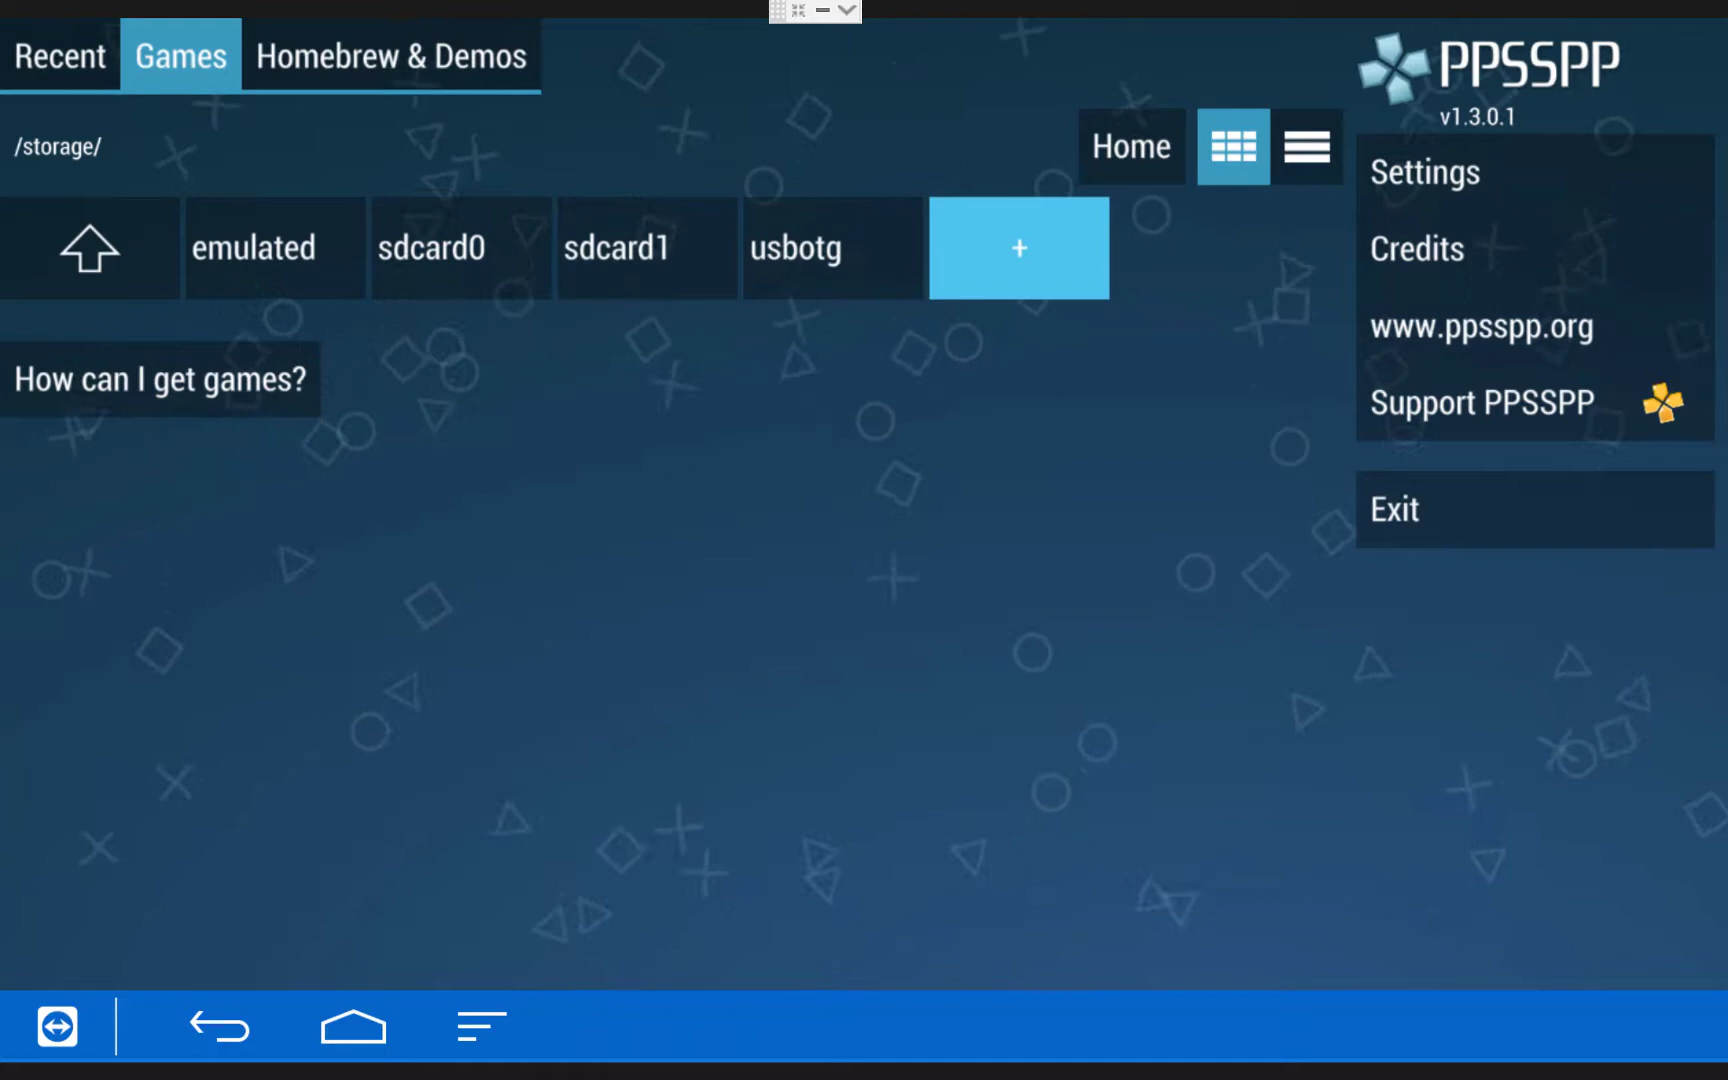 Recent Games Homebrew & Demos
PPSSPP
v1.3.0.1
/storage/
Home
emulated sdcard0 sdcard1 usbotg +
How can I get games?
Settings
Credits
www.ppsspp.org
Support PPSSPP
Exit